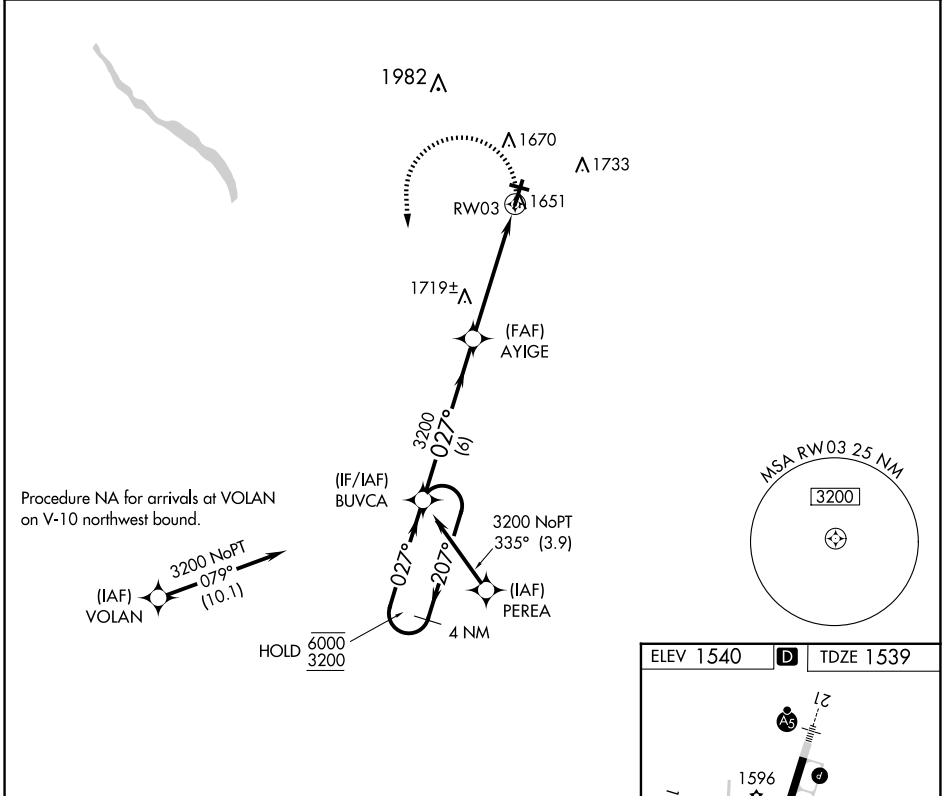 1982
1670
1733
RW03
1651
1719±
(FAF)
AYIGE
3200
027°
(6)
(IF/IAF)
BUVCA
MSA RW03 25 NM
3200
Procedure NA for arrivals at VOLAN
on V-10 northwest bound.
3200 NoPT
335° (3.9)
3200 NoPT
079°
(10.1)
(IAF)
VOLAN
027°
207°
(IAF)
PEREA
4 NM
HOLD 6000
3200
ELEV 1540 D TDZE 1539
21
A5
1596
P